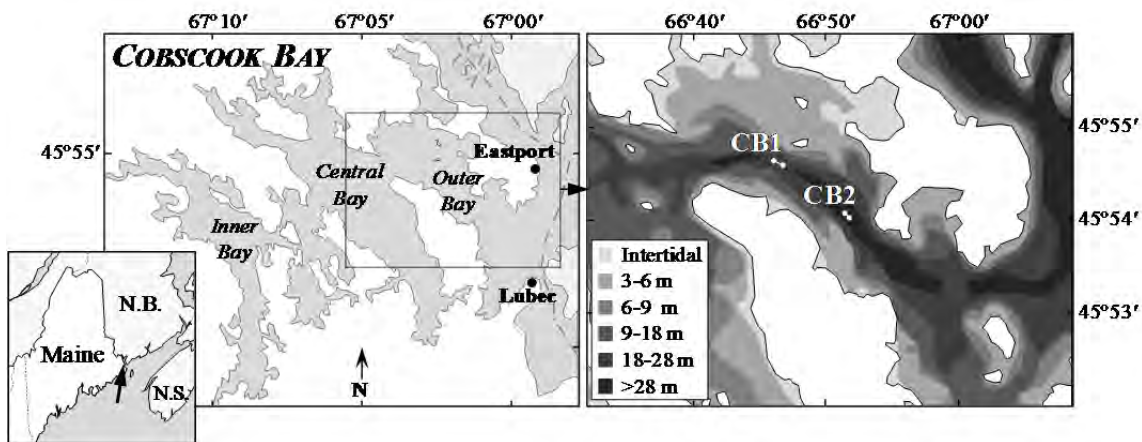 67°10' 67°05' 67°00'
COBSCOOK BAY
45°55'
Eastport
Central
Bay
Outer
Bay
Inner
Bay
Lubec
N
N.B.
Maine
N.S.
66°40' 66°50' 67°00'
CB1
CB2
45°55'
45°54'
45°53'
Intertidal
3-6 m
6-9 m
9-18 m
18-28 m
>28 m